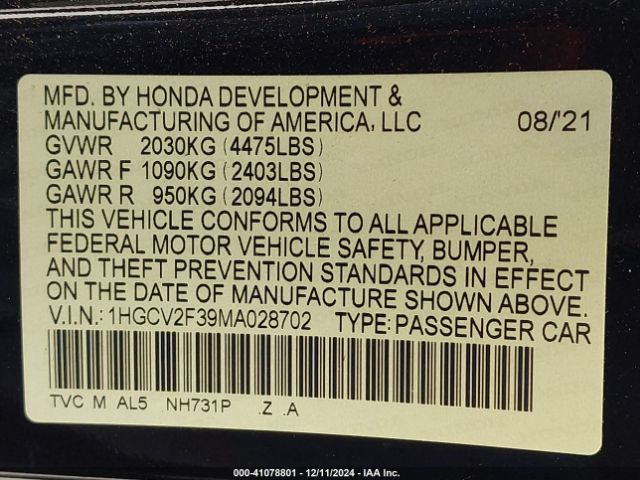 MFD. BY HONDA DEVELOPMENT &
MANUFACTURING OF AMERICA, LLC 08/'21
GVWR 2030KG (4475LBS)
GAWR F 1090KG (2403LBS)
GAWR R 950KG (2094LBS)
THIS VEHICLE CONFORMS TO ALL APPLICABLE
FEDERAL MOTOR VEHICLE SAFETY, BUMPER,
AND THEFT PREVENTION STANDARDS IN EFFECT
ON THE DATE OF MANUFACTURE SHOWN ABOVE.
V.I.N.: 1HGCV2F39MA028702 TYPE: PASSENGER CAR
TVC M AL5 NH731P .Z .A
000-41078801 - 12/11/2024 - IAA Inc.